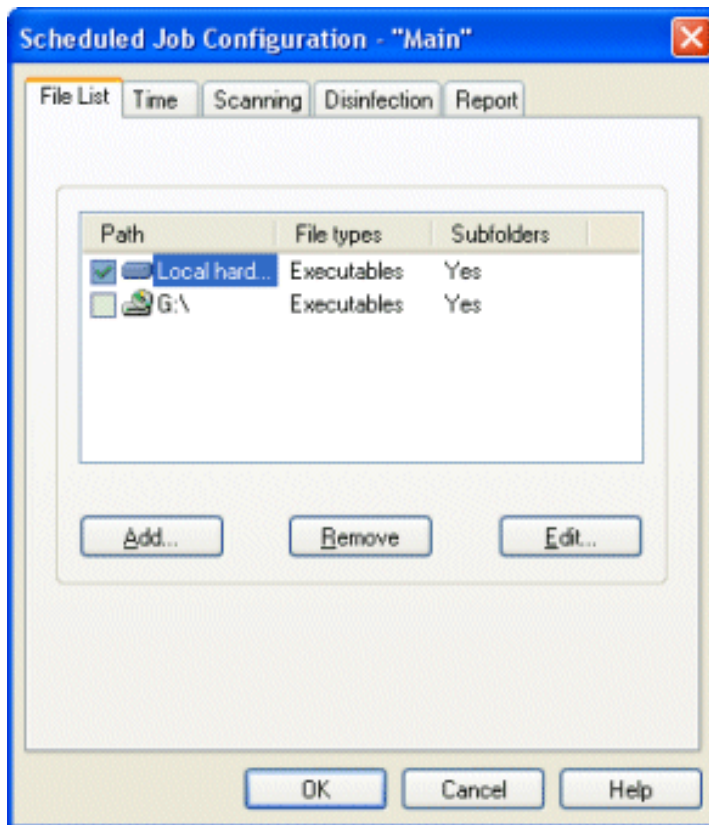 Scheduled Job Configuration - "Main"
File List Time Scanning Disinfection Report
Path File types Subfolders
Local hard... Executables Yes
G:\ Executables Yes
Add... Remove Edit...
OK Cancel Help